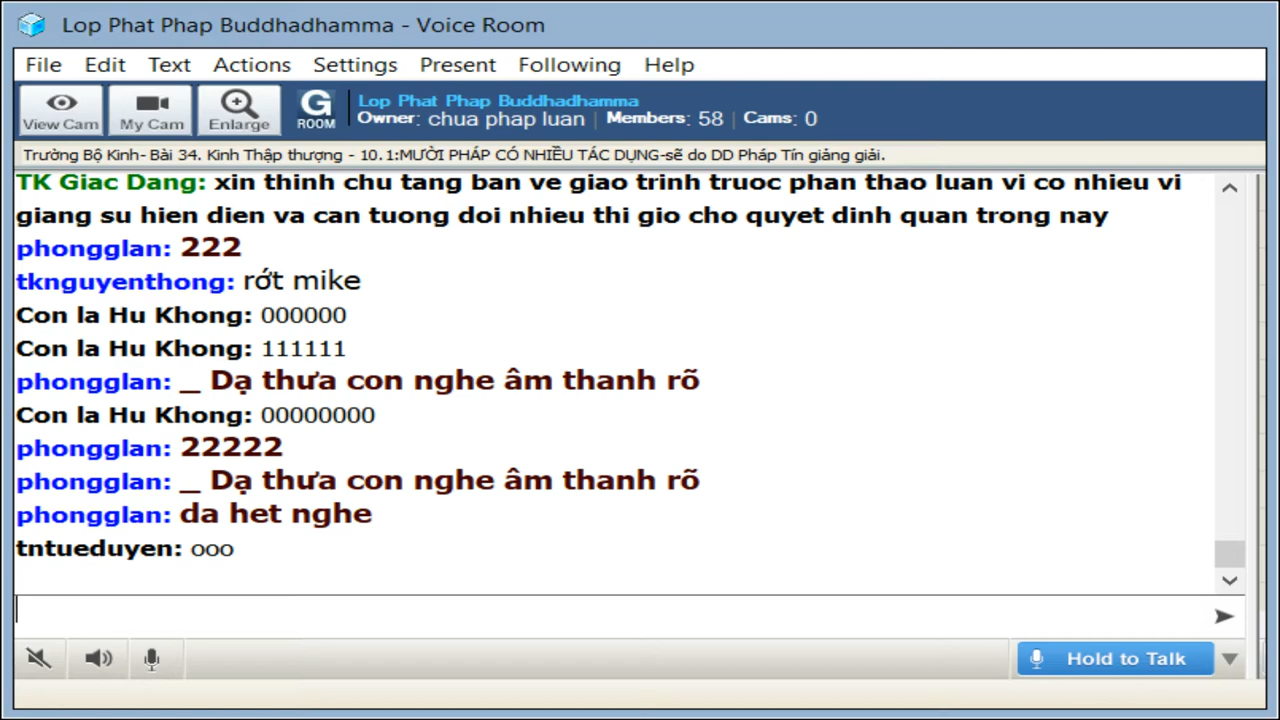 Lop Phat Phap Buddhadhamma - Voice Room
File Edit Text Actions Settings Present Following Help
View Cam My Cam Enlarge G ROOM
Lop Phat Phap Buddhadhamma
Owner: chua phap luan | Members: 58 | Cams: 0
Trường Bộ Kinh- Bài 34. Kinh Thập thượng - 10.1:MƯỜI PHÁP CÓ NHIỀU TÁC DỤNG-sẽ do DD Pháp Tín giảng giải.
TK Giac Dang: xin thinh chu tang ban ve giao trinh truoc phan thao luan vi co nhieu vi
giang su hien dien va can tuong doi nhieu thi gio cho quyet dinh quan trong nay
phongglan: 222
tknguyenthong: rớt mike
Con la Hu Khong: 000000
Con la Hu Khong: 111111
phongglan: _ Dạ thưa con nghe âm thanh rõ
Con la Hu Khong: 00000000
phongglan: 22222
phongglan: _ Dạ thưa con nghe âm thanh rõ
phongglan: da het nghe
tntueduyen: ooo
Hold to Talk